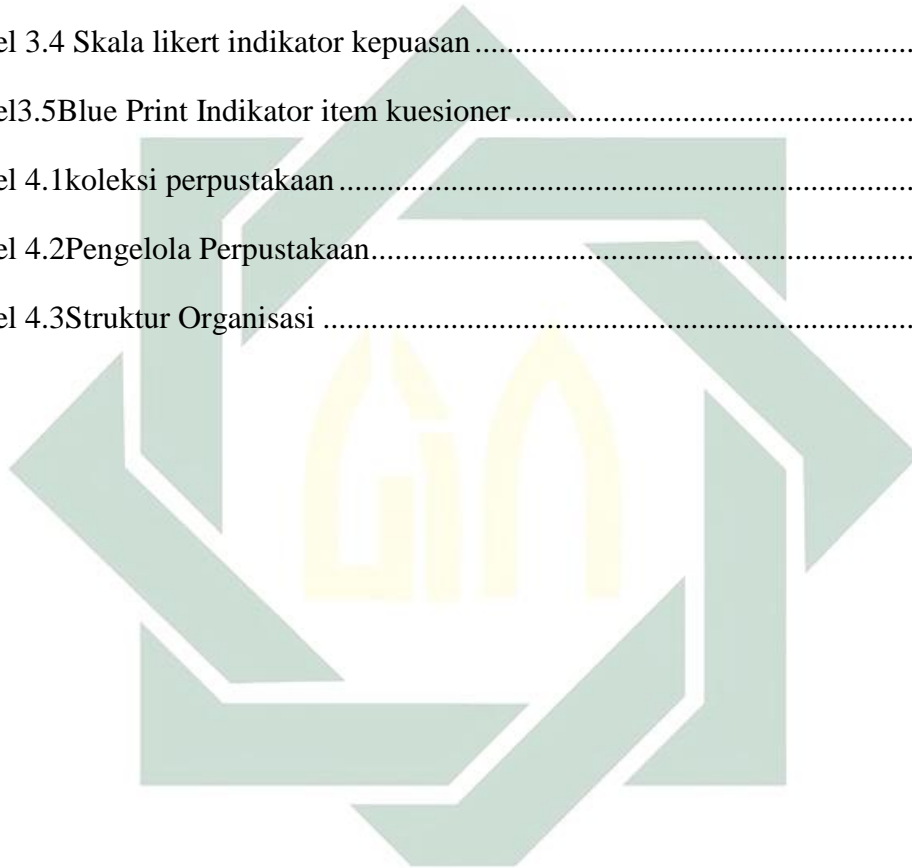 el 3.4 Skala likert indikator kepuasan ..........................................................
el3.5Blue Print Indikator item kuesioner .....................................................
el 4.1koleksi perpustakaan ............................................................................
el 4.2Pengelola Perpustakaan.........................................................................
el 4.3Struktur Organisasi ...............................................................................